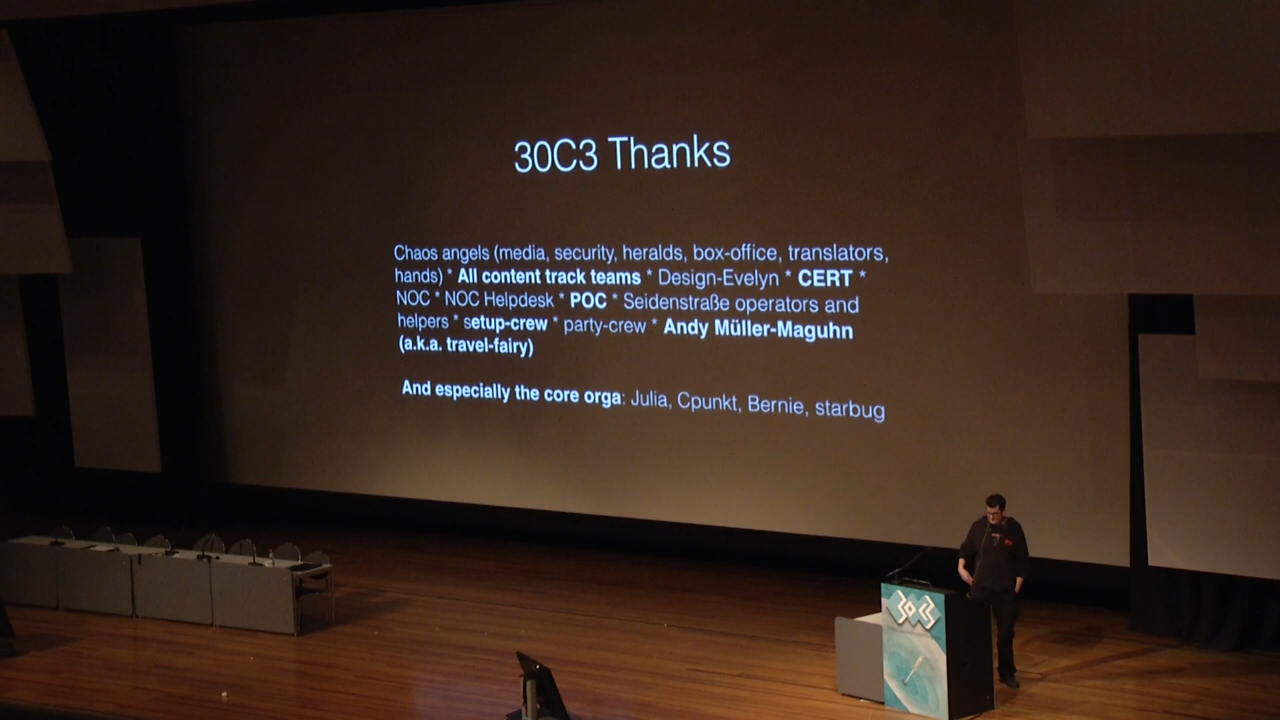 30C3 Thanks
Chaos angels (media, security, heralds, box-office, translators,
hands) * All content track teams * Design-Evelyn * CERT *
NOC * NOC Helpdesk * POC * Seidenstraße operators and
helpers * setup-crew * party-crew * Andy Müller-Maguhn
(a.k.a. travel-fairy)
And especially the core orga: Julia, Cpunkt, Bernie, starbug
30C3